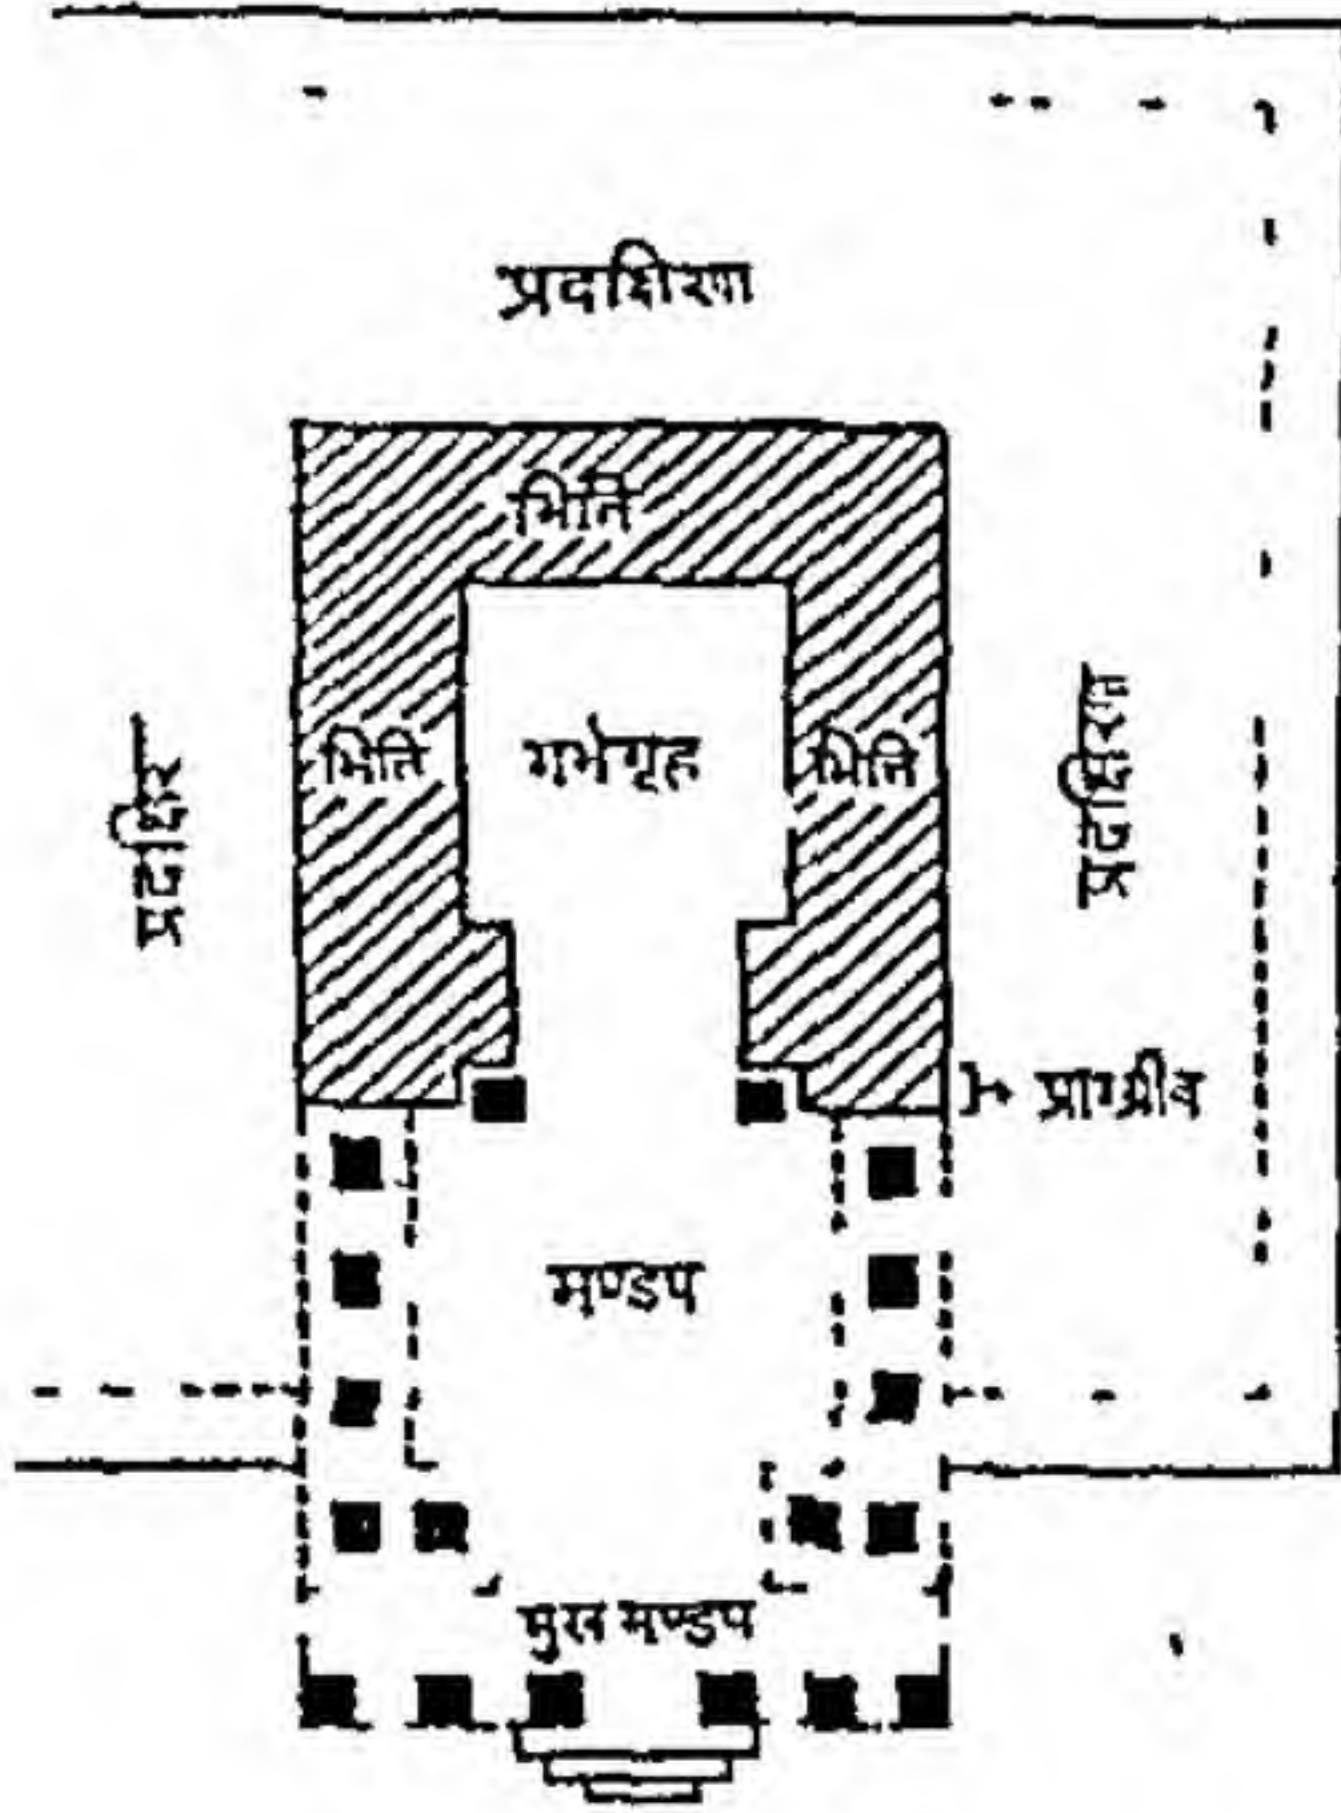 प्रदक्षिणा
भित्ति
भित्ति
गर्भगृह
भित्ति
प्रदक्षिणा
प्रदक्षिण
प्राग्ग्रीव
मण्डप
मुख मण्डप